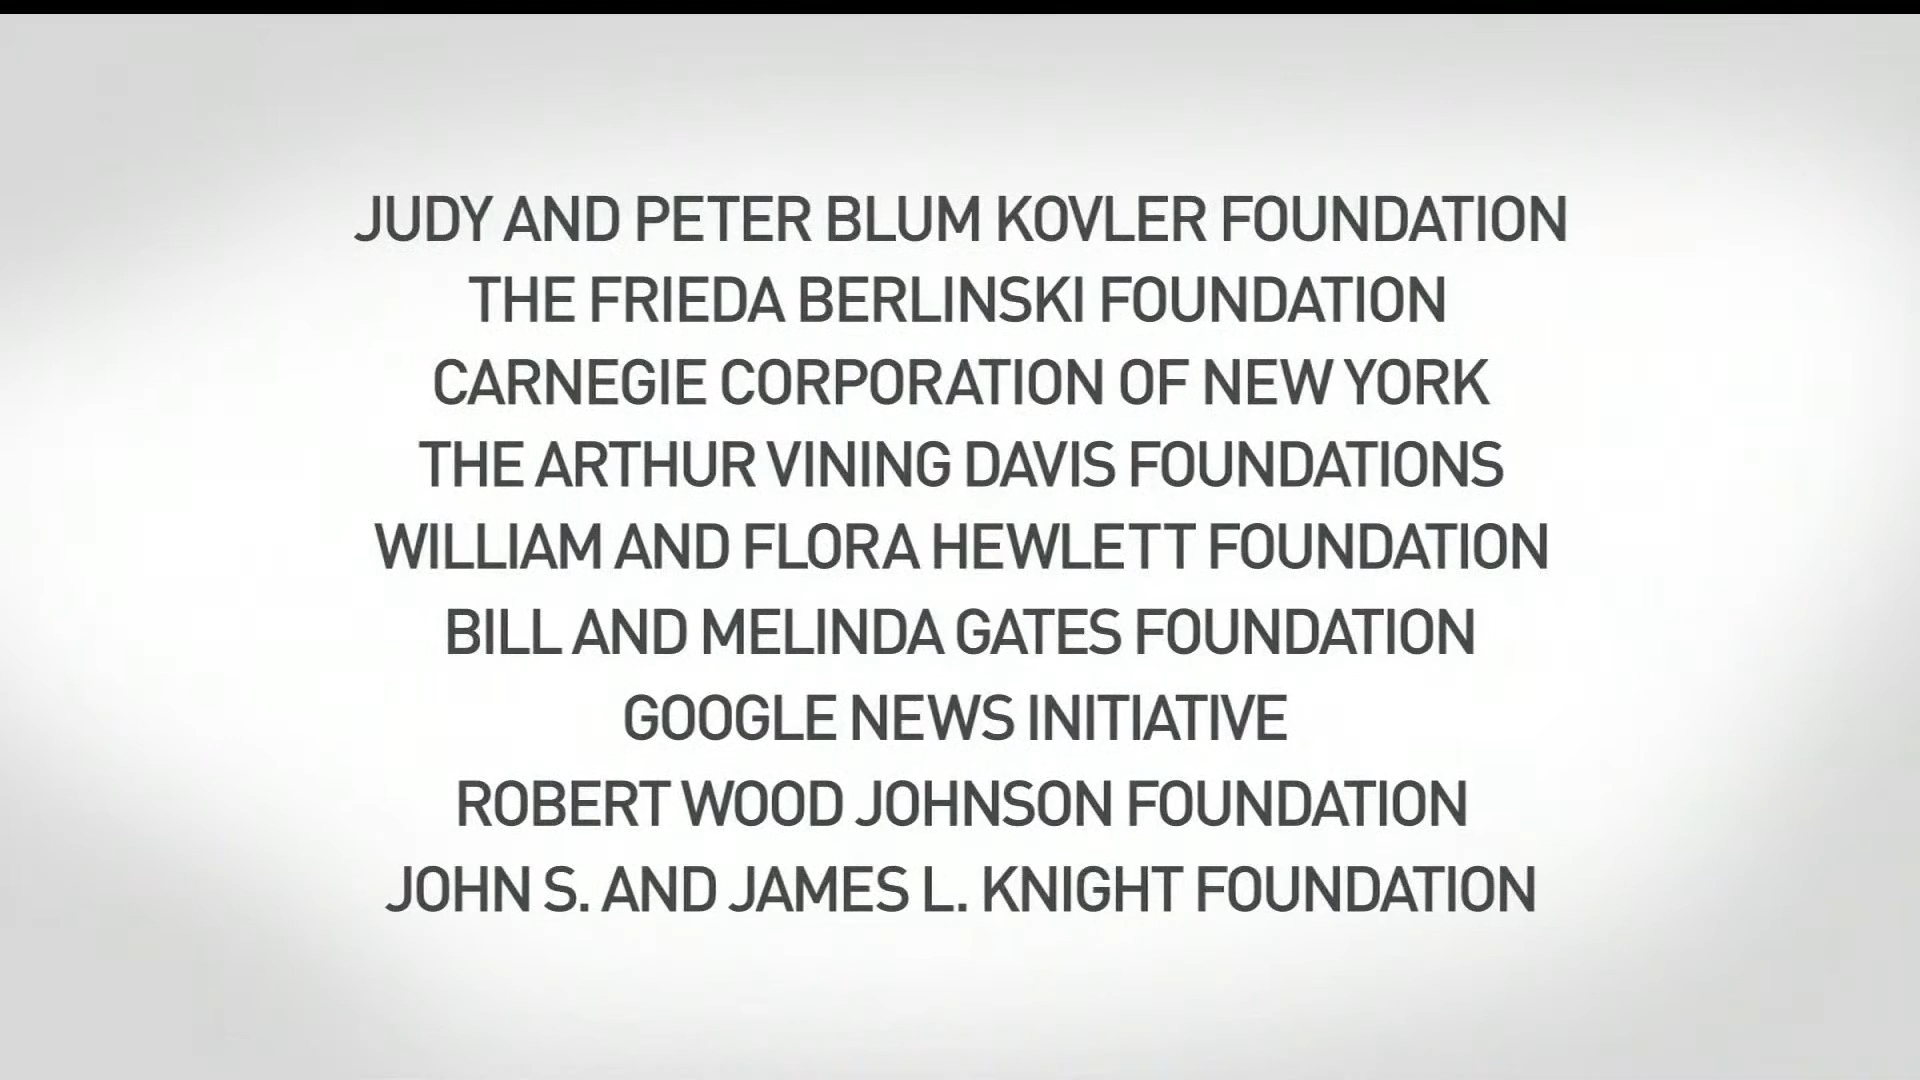 JUDY AND PETER BLUM KOVLER FOUNDATION
THE FRIEDA BERLINSKI FOUNDATION
CARNEGIE CORPORATION OF NEW YORK
THE ARTHUR VINING DAVIS FOUNDATIONS
WILLIAM AND FLORA HEWLETT FOUNDATION
BILL AND MELINDA GATES FOUNDATION
GOOGLE NEWS INITIATIVE
ROBERT WOOD JOHNSON FOUNDATION
JOHN S. AND JAMES L. KNIGHT FOUNDATION